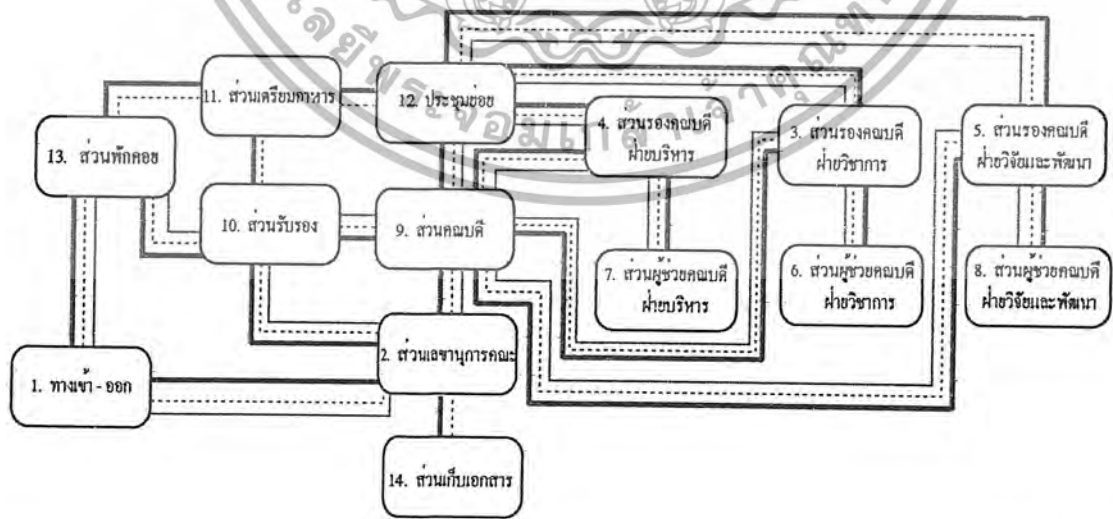 11. ส่วนเตรียมอาหาร
12. ประชุมย่อย
4. ส่วนรองคณบดี
ฝ่ายบริหาร
3. ส่วนรองคณบดี
ฝ่ายวิชาการ
5. ส่วนรองคณบดี
ฝ่ายวิจัยและพัฒนา
13. ส่วนพักคอย
10. ส่วนรับรอง
9. ส่วนคณบดี
7. ส่วนผู้ช่วยคณบดี
ฝ่ายบริหาร
6. ส่วนผู้ช่วยคณบดี
ฝ่ายวิชาการ
8. ส่วนผู้ช่วยคณบดี
ฝ่ายวิจัยและพัฒนา
1. ทางเข้า - ออก
2. ส่วนเลขานุการคณะ
14. ส่วนเก็บเอกสาร